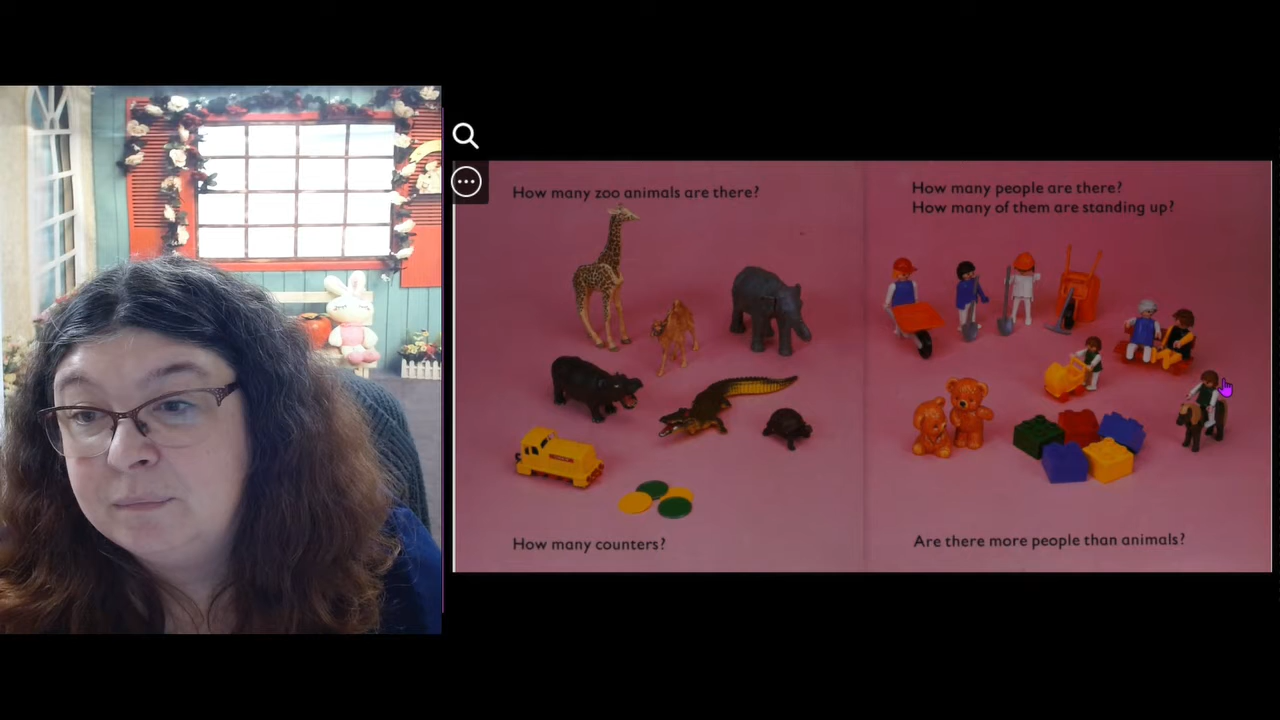 How many zoo animals are there?
How many counters?
How many people are there?
How many of them are standing up?
Are there more people than animals?